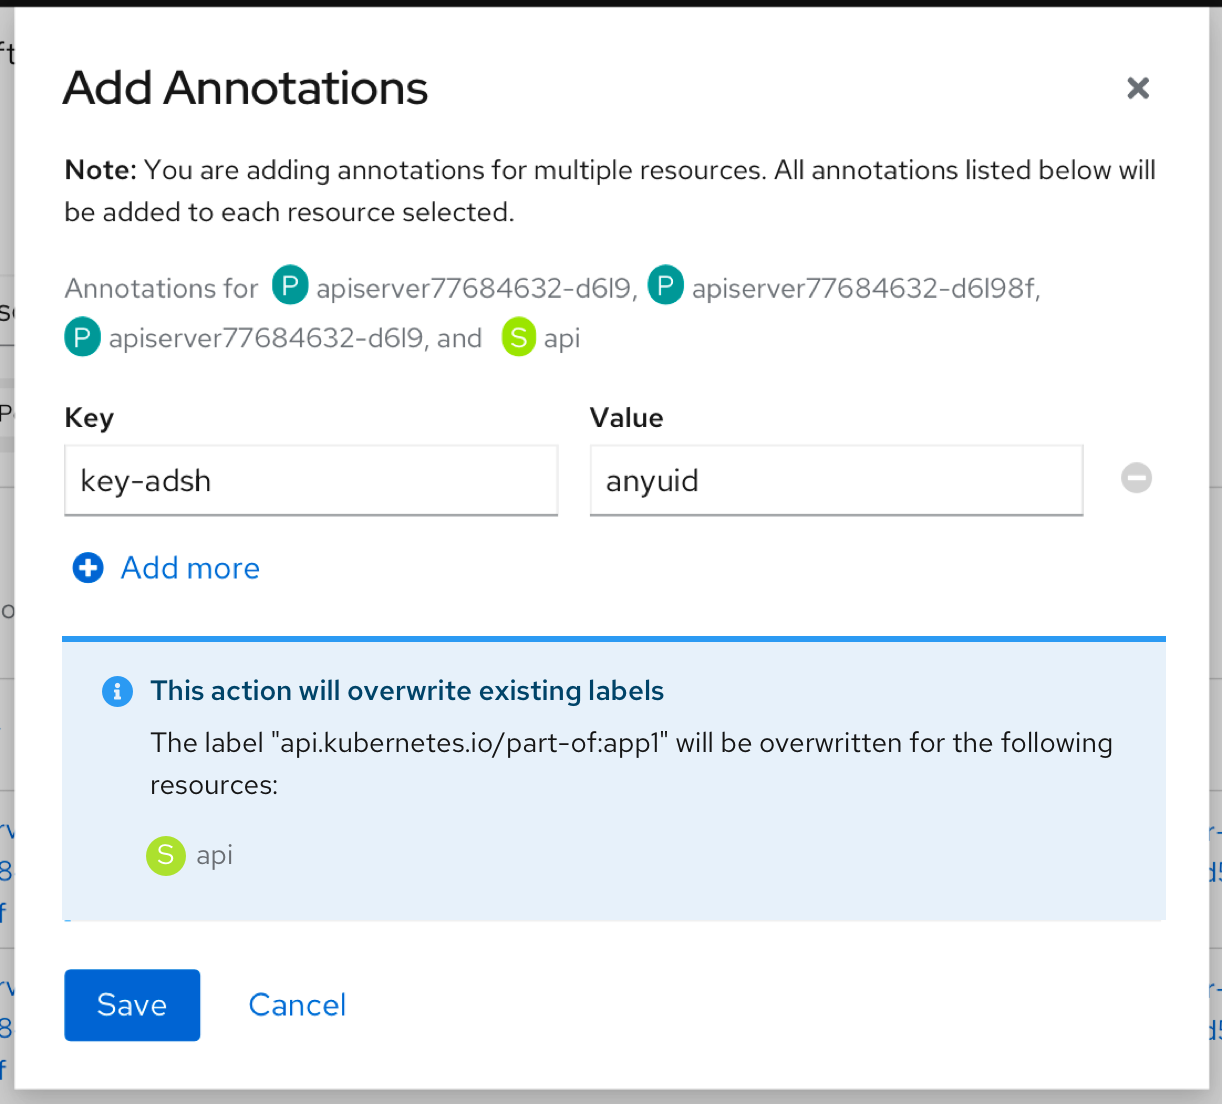 Add Annotations
Note: You are adding annotations for multiple resources. All annotations listed below will
be added to each resource selected.
Annotations for P apiserver77684632-d6l9, P apiserver77684632-d6l98f,
P apiserver77684632-d6l9, and S api
Key Value
key-adsh anyuid
Add more
This action will overwrite existing labels
The label "api.kubernetes.io/part-of:app1" will be overwritten for the following
resources:
S api
Save Cancel